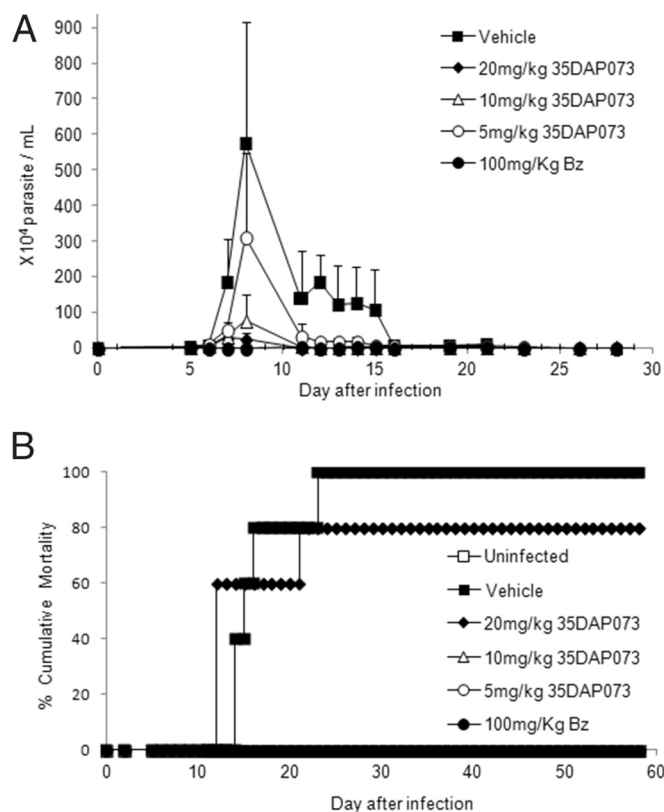 A
X10⁴ parasite / mL
900
800
700
600
500
400
300
200
100
0
0
5
10
15
20
25
30
Day after infection
Vehicle
20mg/kg 35DAP073
10mg/kg 35DAP073
5mg/kg 35DAP073
100mg/Kg Bz
B
% Cumulative Mortality
100
80
60
40
20
0
0
10
20
30
40
50
60
Day after infection
Uninfected
Vehicle
20mg/kg 35DAP073
10mg/kg 35DAP073
5mg/kg 35DAP073
100mg/Kg Bz